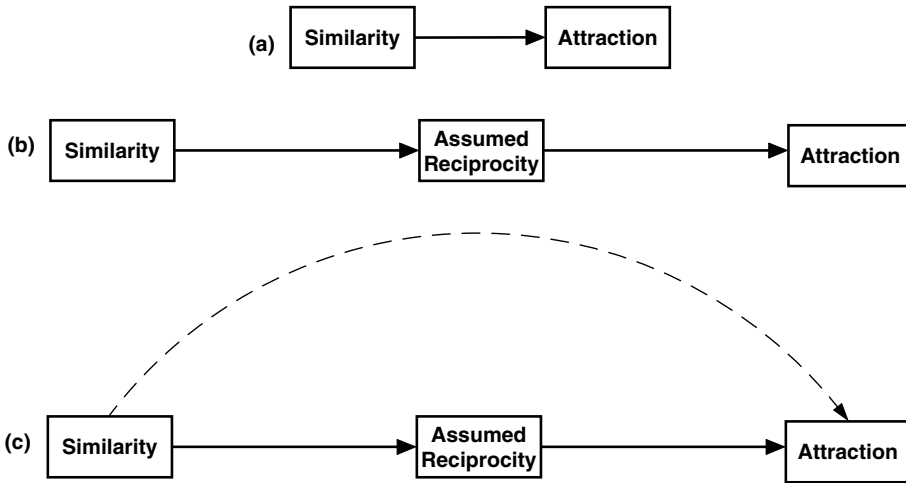 (a) Similarity Attraction
(b) Similarity Assumed Reciprocity Attraction
(c) Similarity Assumed Reciprocity Attraction